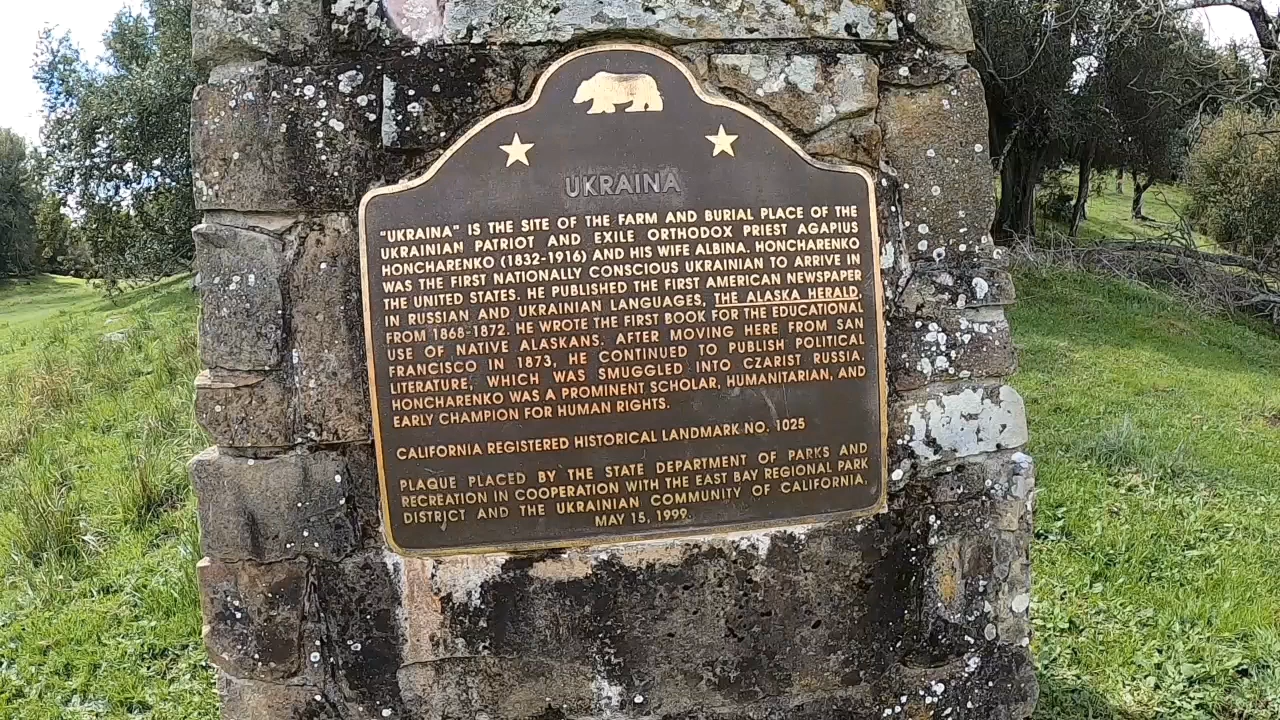 UKRAINA
"UKRAINA" IS THE SITE OF THE FARM AND BURIAL PLACE OF THE
UKRAINIAN PATRIOT AND EXILE ORTHODOX PRIEST AGAPIUS
HONCHARENKO (1832-1916) AND HIS WIFE ALBINA. HONCHARENKO
WAS THE FIRST NATIONALLY CONSCIOUS UKRAINIAN TO ARRIVE IN
THE UNITED STATES. HE PUBLISHED THE FIRST AMERICAN NEWSPAPER
IN RUSSIAN AND UKRAINIAN LANGUAGES, THE ALASKA HERALD,
FROM 1868-1872. HE WROTE THE FIRST BOOK FOR THE EDUCATIONAL
USE OF NATIVE ALASKANS. AFTER MOVING HERE FROM SAN
FRANCISCO IN 1873, HE CONTINUED TO PUBLISH POLITICAL
LITERATURE, WHICH WAS SMUGGLED INTO CZARIST RUSSIA.
HONCHARENKO WAS A PROMINENT SCHOLAR, HUMANITARIAN, AND
EARLY CHAMPION FOR HUMAN RIGHTS.
CALIFORNIA REGISTERED HISTORICAL LANDMARK NO. 1025
PLAQUE PLACED BY THE STATE DEPARTMENT OF PARKS AND
RECREATION IN COOPERATION WITH THE EAST BAY REGIONAL PARK
DISTRICT AND THE UKRAINIAN COMMUNITY OF CALIFORNIA,
MAY 15, 1999.